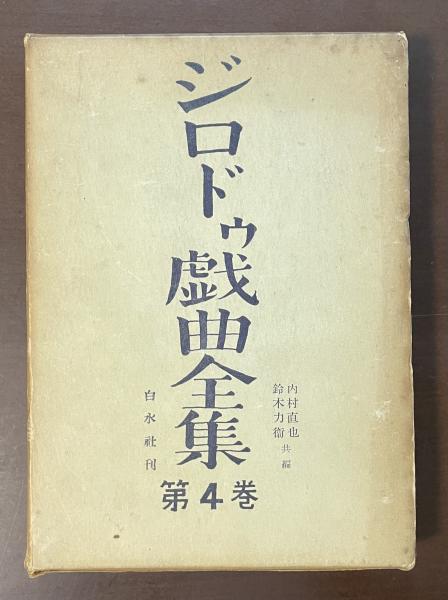 ジロドゥ戯曲全集
第4巻
内村直也
鈴木力衞
共編
白水社刊